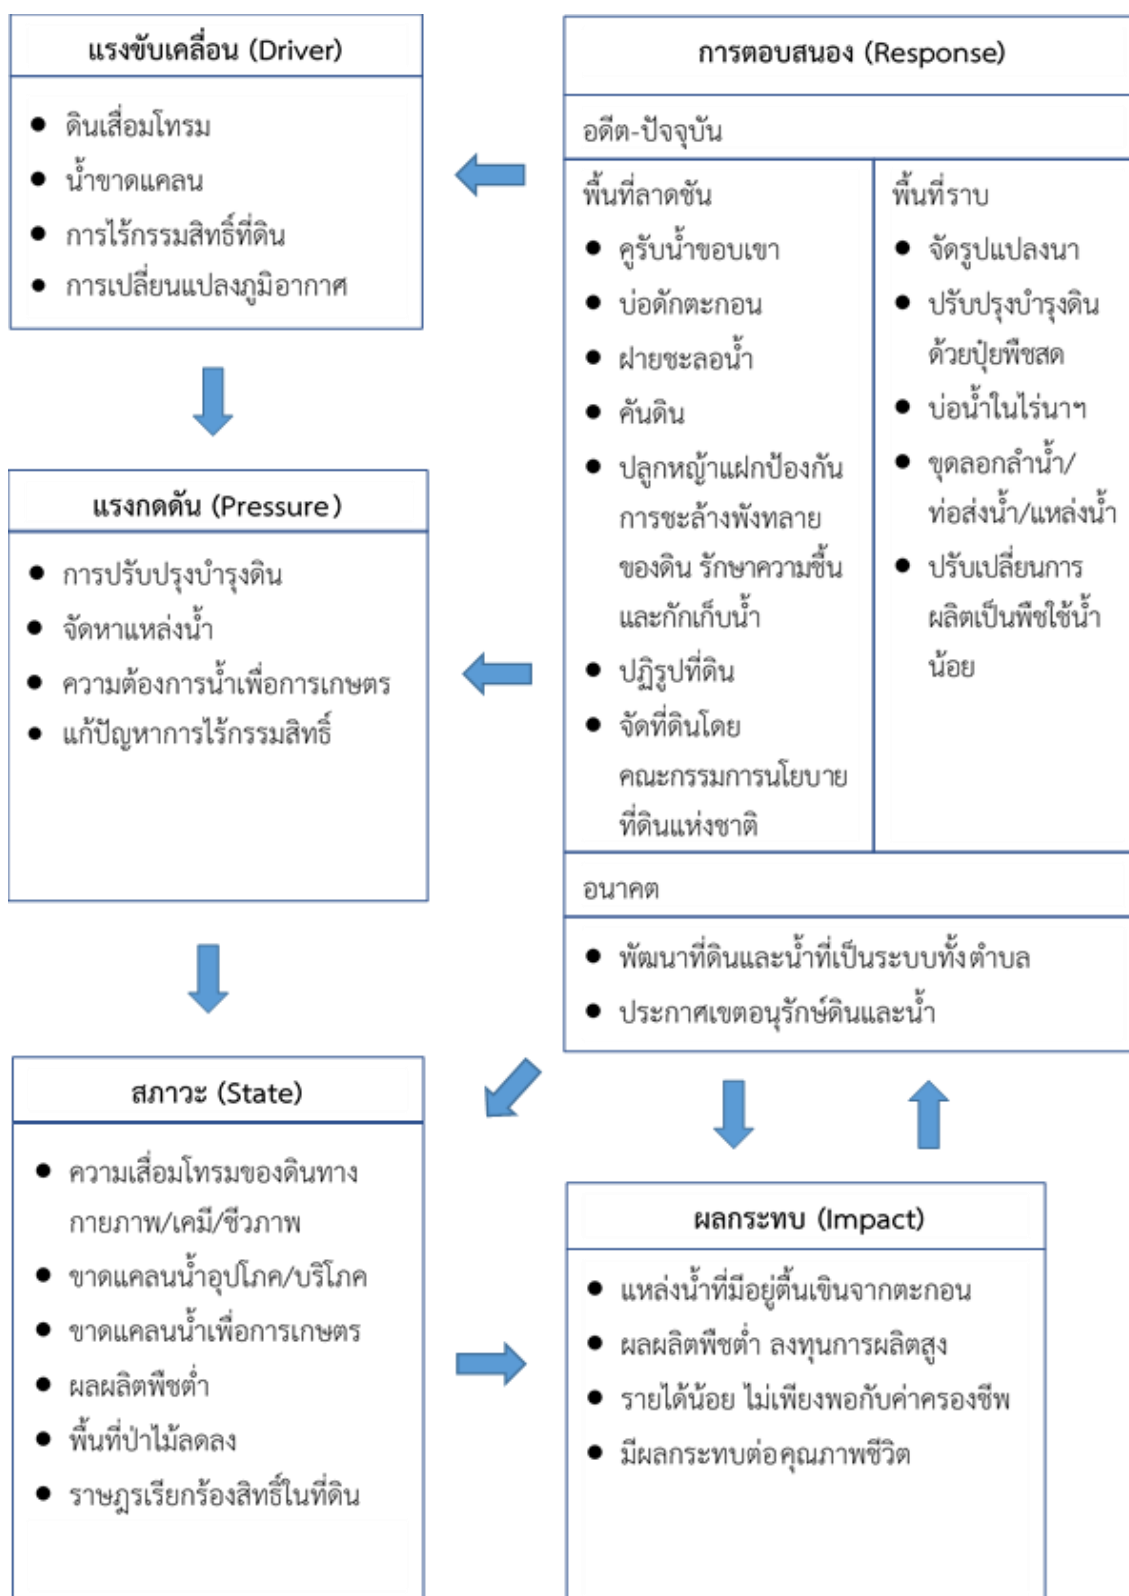 แรงขับเคลื่อน (Driver)
ดินเสื่อมโทรม
น้ำขาดแคลน
การไร้กรรมสิทธิ์ที่ดิน
การเปลี่ยนแปลงภูมิอากาศ
แรงกดดัน (Pressure)
การปรับปรุงบำรุงดิน
จัดหาแหล่งน้ำ
ความต้องการน้ำเพื่อการเกษตร
แก้ปัญหาการไร้กรรมสิทธิ์
สภาวะ (State)
ความเสื่อมโทรมของดินทาง
กายภาพ/เคมี/ชีวภาพ
ขาดแคลนน้ำอุปโภค/บริโภค
ขาดแคลนน้ำเพื่อการเกษตร
ผลผลิตพืชต่ำ
พื้นที่ป่าไม้ลดลง
ราษฎรเรียกร้องสิทธิ์ในที่ดิน
การตอบสนอง (Response)
อดีต-ปัจจุบัน
พื้นที่ลาดชัน
คูรับน้ำขอบเขา
บ่อดักตะกอน
ฝายชะลอน้ำ
คันดิน
ปลูกหญ้าแฝกป้องกัน
การชะล้างพังทลาย
ของดิน รักษาความชื้น
และกักเก็บน้ำ
ปฏิรูปที่ดิน
จัดที่ดินโดย
คณะกรรมการนโยบาย
ที่ดินแห่งชาติ
พื้นที่ราบ
จัดรูปแปลงนา
ปรับปรุงบำรุงดิน
ด้วยปุ๋ยพืชสด
บ่อน้ำในไร่นาฯ
ขุดลอกลำน้ำ/
ท่อส่งน้ำ/แหล่งน้ำ
ปรับเปลี่ยนการ
ผลิตเป็นพืชใช้น้ำ
น้อย
อนาคต
พัฒนาที่ดินและน้ำที่เป็นระบบทั้งตำบล
ประกาศเขตอนุรักษ์ดินและน้ำ
ผลกระทบ (Impact)
แหล่งน้ำที่มีอยู่ตื้นเขินจากตะกอน
ผลผลิตพืชต่ำ ลงทุนการผลิตสูง
รายได้น้อย ไม่เพียงพอกับค่าครองชีพ
มีผลกระทบต่อคุณภาพชีวิต